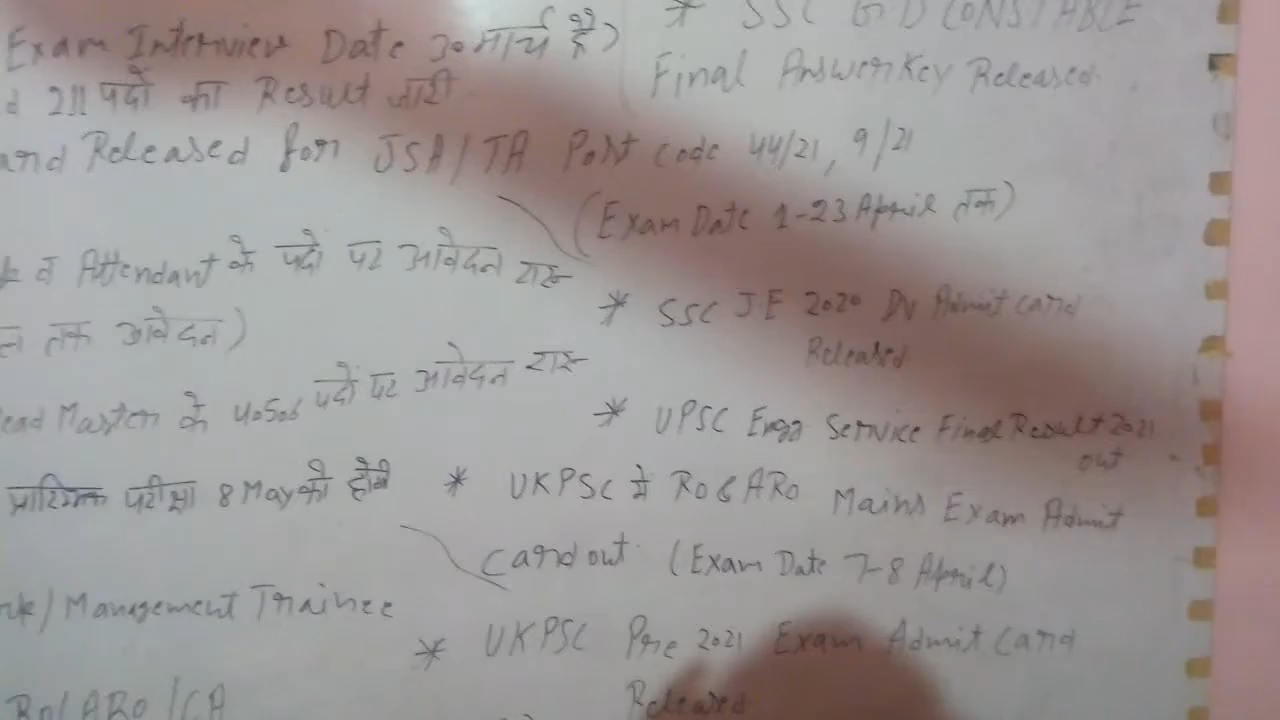 * SSC GD CONSTABLE
Exam Interview Date 30 मार्च है)
Final Answer Key Released.
211 पदों का Result जारी
Released for JSA/TA Post code 44/21, 9/21
(Exam Date 1-23 April तक)
व Attendant के पदो पर आवेदन शुरू
तक आवेदन)
* SSC JE 2020 DV Admit card
Released
Master के 40506 पदों पर आवेदन शुरू
* UPSC Engg Service Final Result 2021
out
परीक्षा 8 May को होगी
* UKPSC मे RO & ARO Mains Exam Admit
card out (Exam Date 7-8 April)
/Management Trainee
* UKPSC Pre 2021 Exam Admit Card
Released
RO/ARO/CA